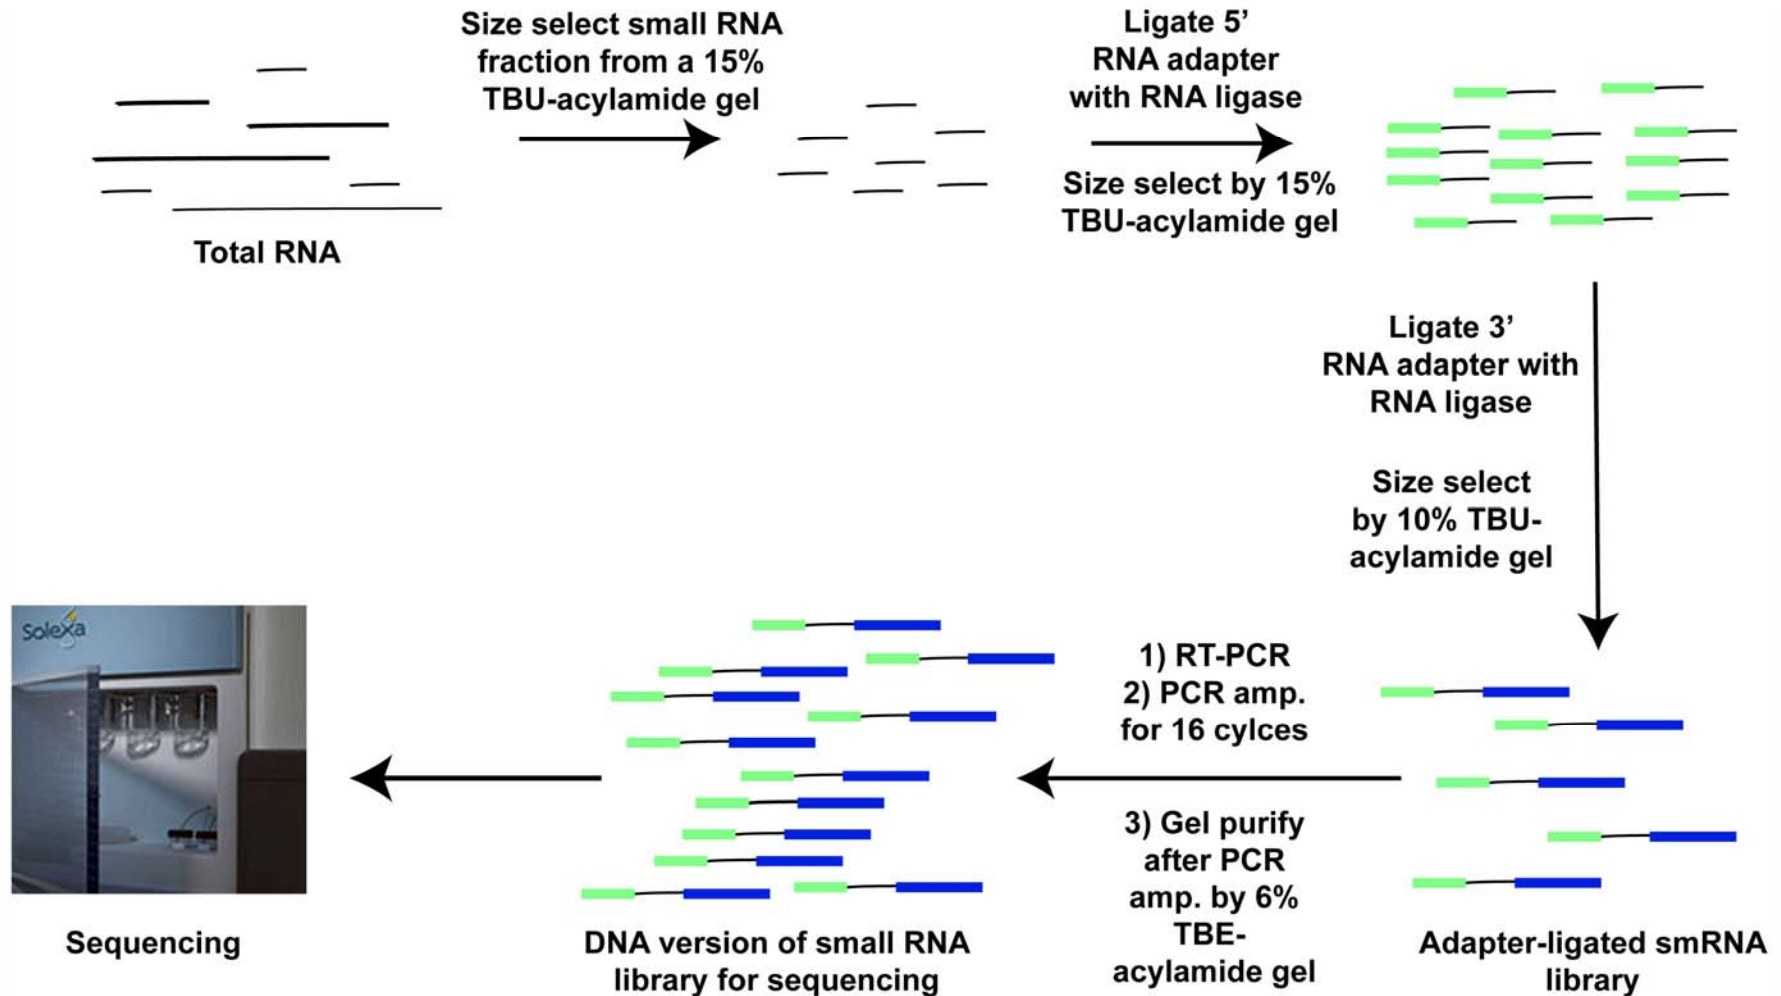 Size select small RNA
fraction from a 15%
TBU-acylamide gel
Ligate 5’
RNA adapter
with RNA ligase
Size select by 15%
TBU-acylamide gel
Total RNA
Ligate 3’
RNA adapter with
RNA ligase
Size select
by 10% TBU-
acylamide gel
Solexa
1) RT-PCR
2) PCR amp.
for 16 cylces
3) Gel purify
after PCR
amp. by 6%
TBE-
acylamide gel
Sequencing
DNA version of small RNA
library for sequencing
Adapter-ligated smRNA
library